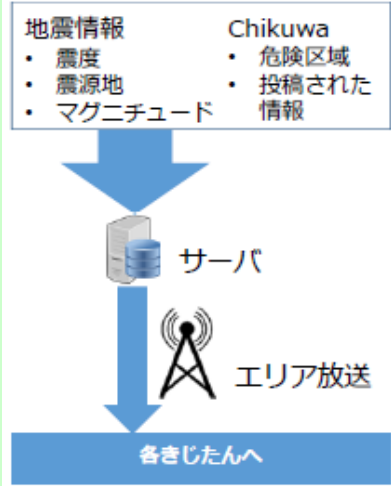 地震情報
• 震度
• 震源地
• マグニチュード
Chikuwa
• 危険区域
• 投稿された
情報
サーバ
エリア放送
各きじたんへ